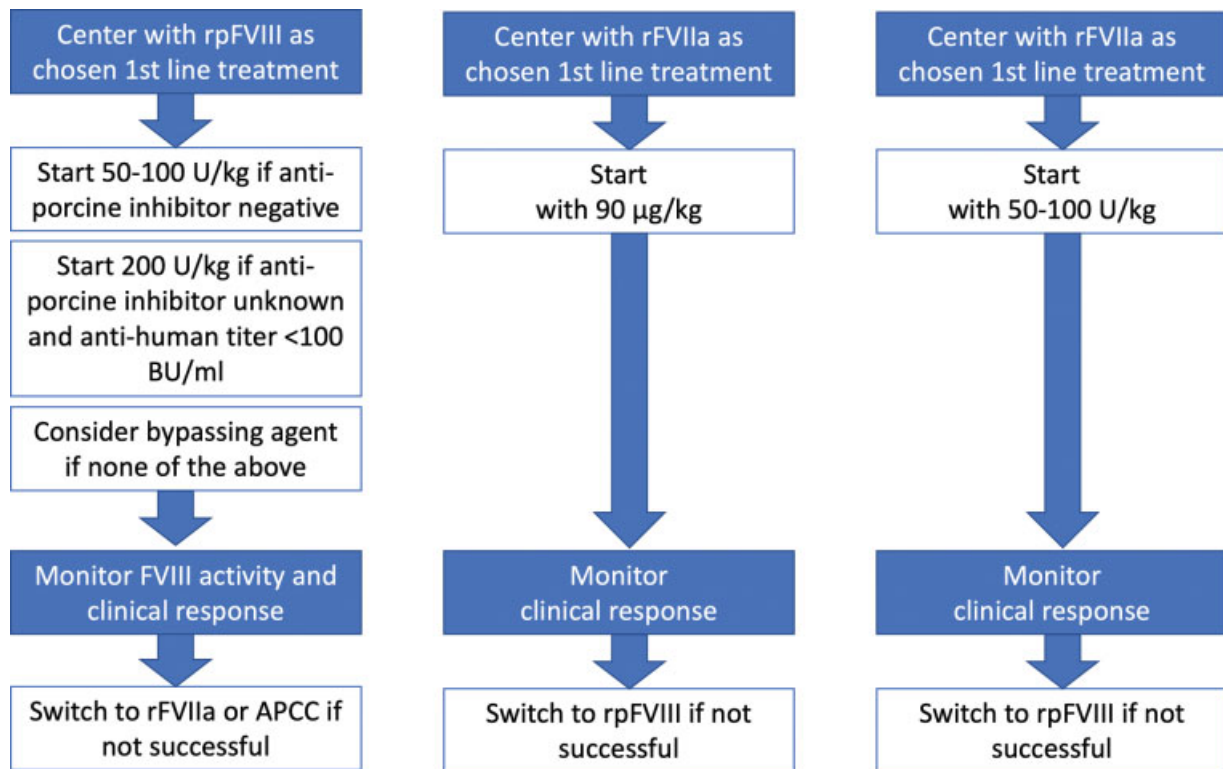 Center with rpFVIII as
chosen 1st line treatment
Start 50-100 U/kg if anti-
porcine inhibitor negative
Start 200 U/kg if anti-
porcine inhibitor unknown
and anti-human titer <100
BU/ml
Consider bypassing agent
if none of the above
Monitor FVIII activity and
clinical response
Switch to rFVIIa or APCC if
not successful
Center with rFVIIa as
chosen 1st line treatment
Start
with 90 µg/kg
Monitor
clinical response
Switch to rpFVIII if not
successful
Center with rFVIIa as
chosen 1st line treatment
Start
with 50-100 U/kg
Monitor
clinical response
Switch to rpFVIII if not
successful